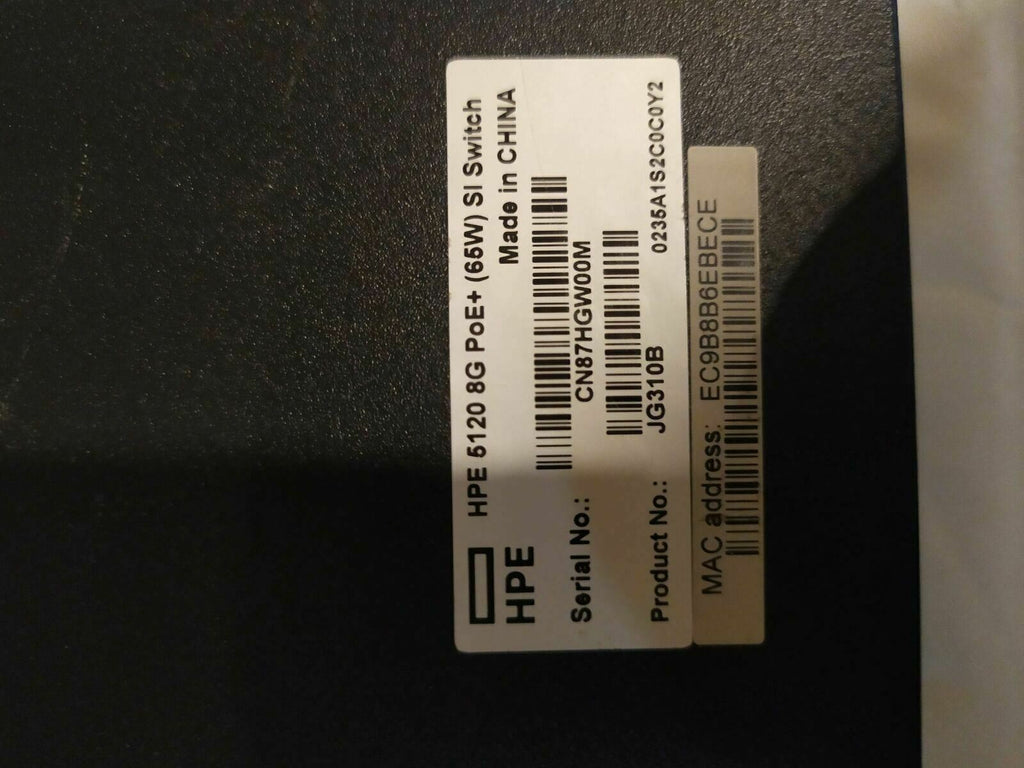 HPE
HPE 5120 8G PoE+ (65W) SI Switch
Made in CHINA
Serial No.:
CN87HGW00M
Product No.:
JG310B
0235A1S2C0C0Y2
MAC address: EC9B8B6EBECE